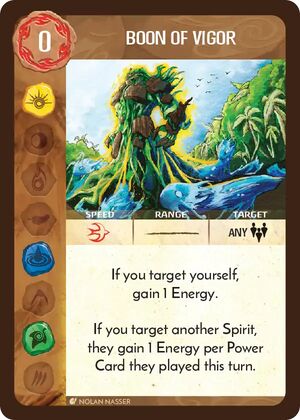 0
BOON OF VIGOR
SPEED RANGE TARGET
ANY
If you target yourself,
gain 1 Energy.
If you target another Spirit,
they gain 1 Energy per Power
Card they played this turn.
NOLAN NASSER